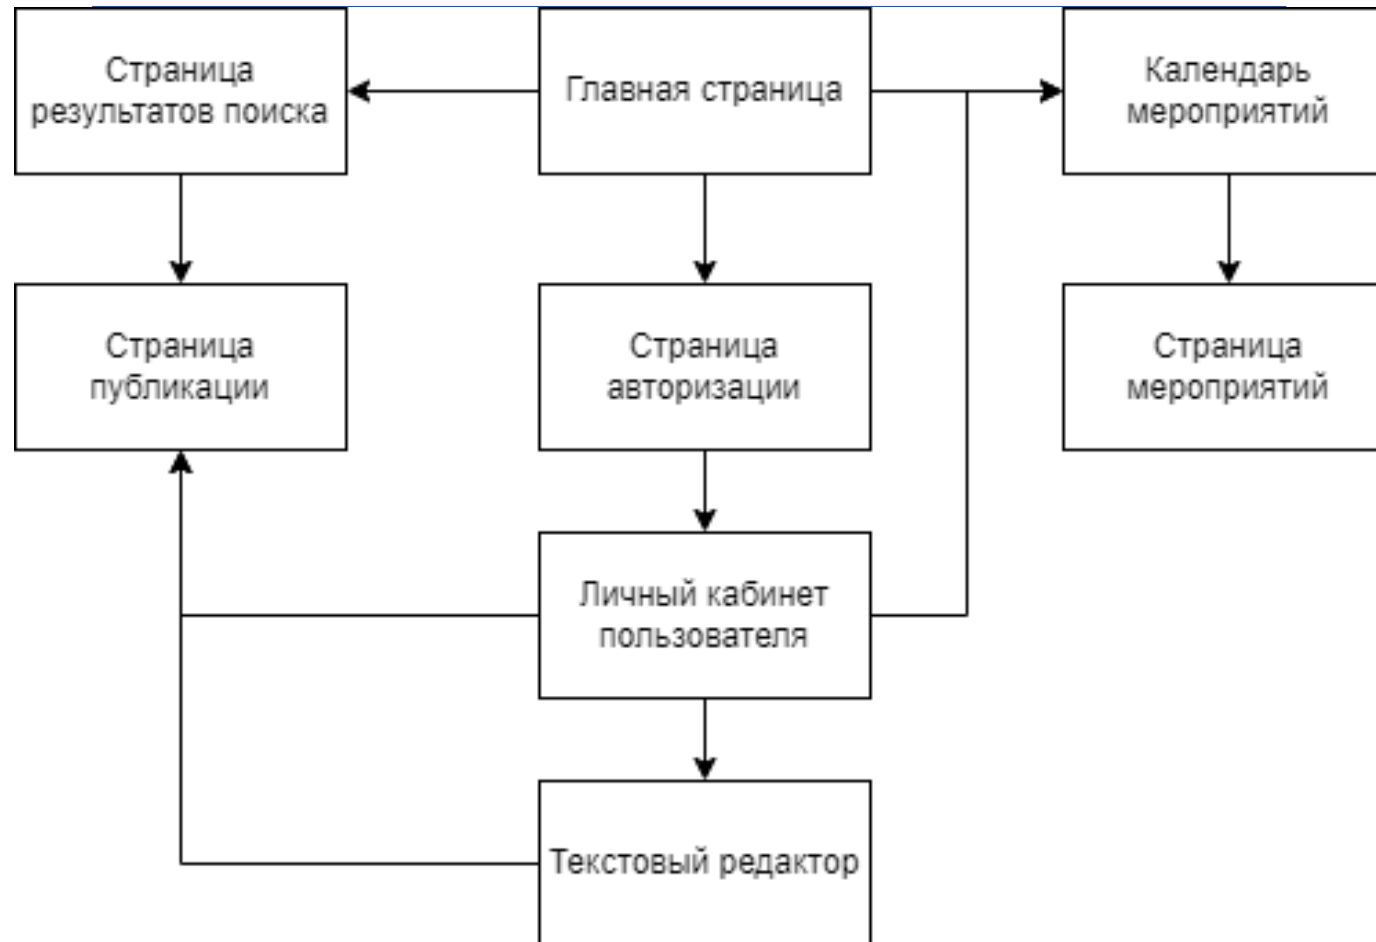 Страница
результатов поиска
Главная страница
Календарь
мероприятий
Страница
публикации
Страница
авторизации
Страница
мероприятий
Личный кабинет
пользователя
Текстовый редактор